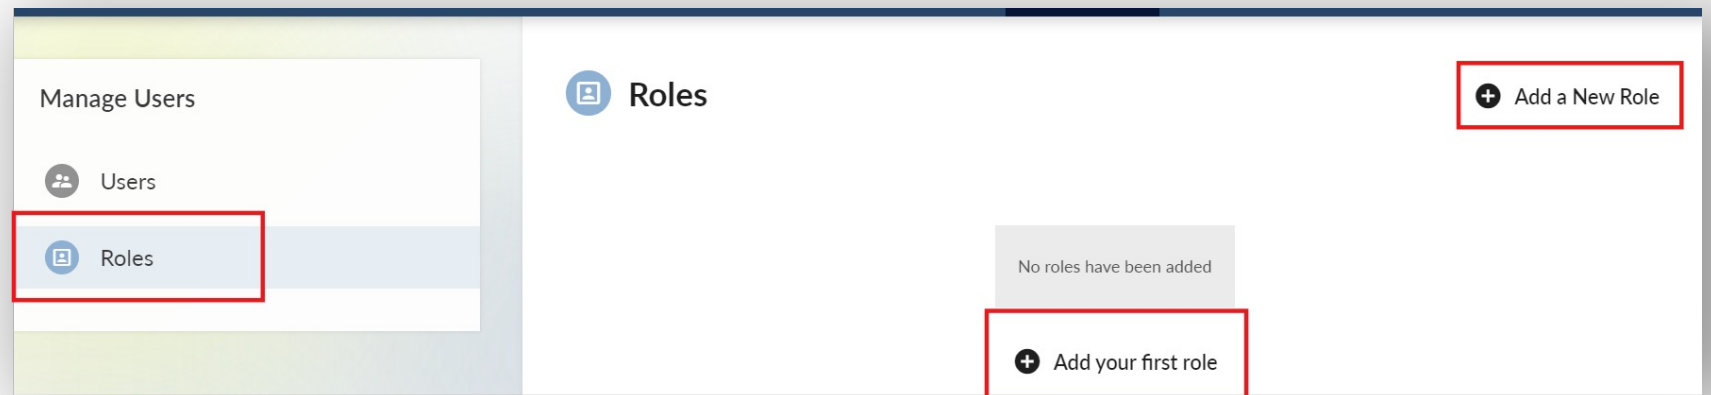 Manage Users
Users
Roles
Roles
Add a New Role
No roles have been added
Add your first role